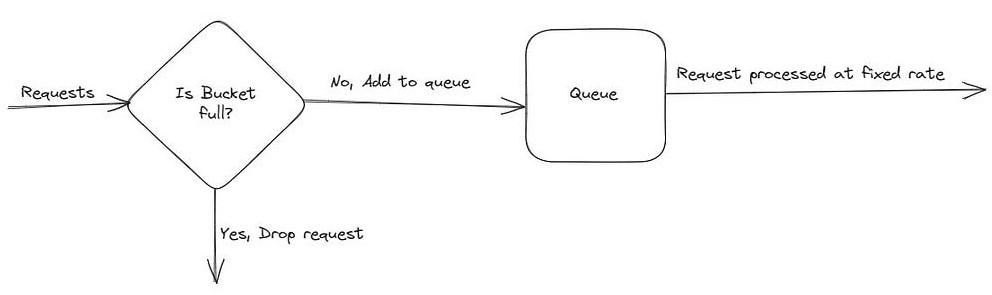 Requests
Is Bucket
full?
No, Add to queue
Queue
Request processed at fixed rate
Yes, Drop request